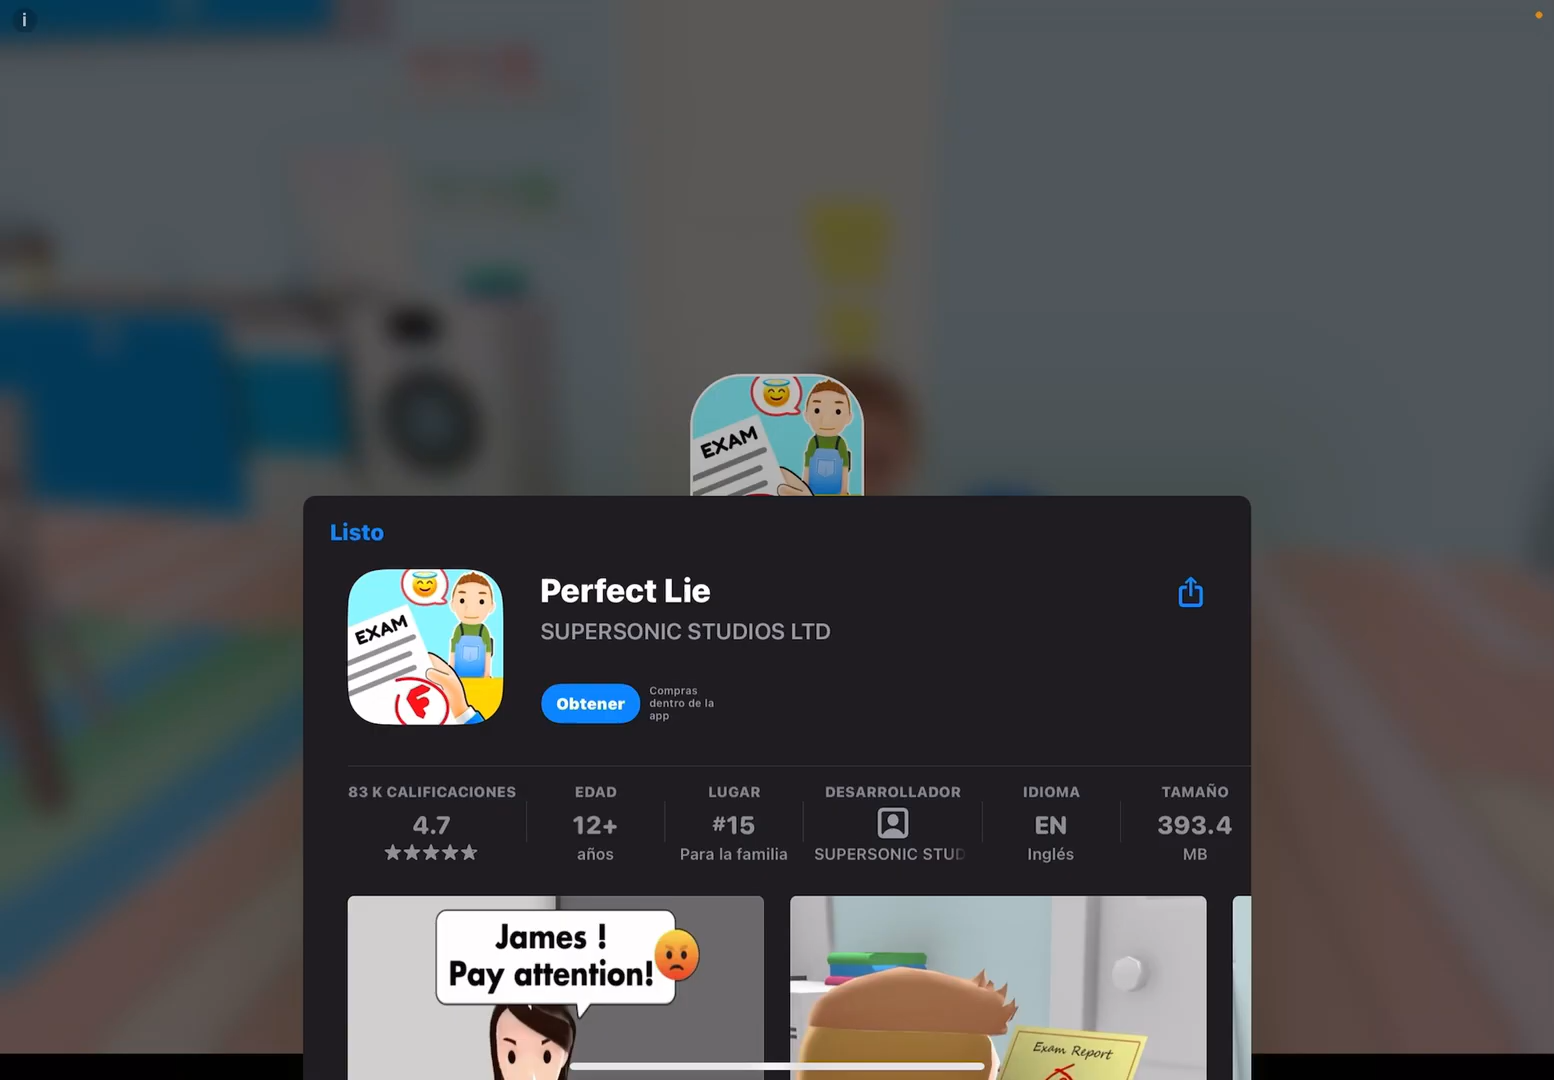 i
EXAM
Listo
EXAM
F
Perfect Lie
SUPERSONIC STUDIOS LTD
Obtener
Compras
dentro de la
app
83 K CALIFICACIONES
4.7
EDAD
12+
años
LUGAR
#15
Para la familia
DESARROLLADOR
SUPERSONIC STUD
IDIOMA
EN
Inglés
TAMAÑO
393.4
MB
James !
Pay attention!
Exam Report